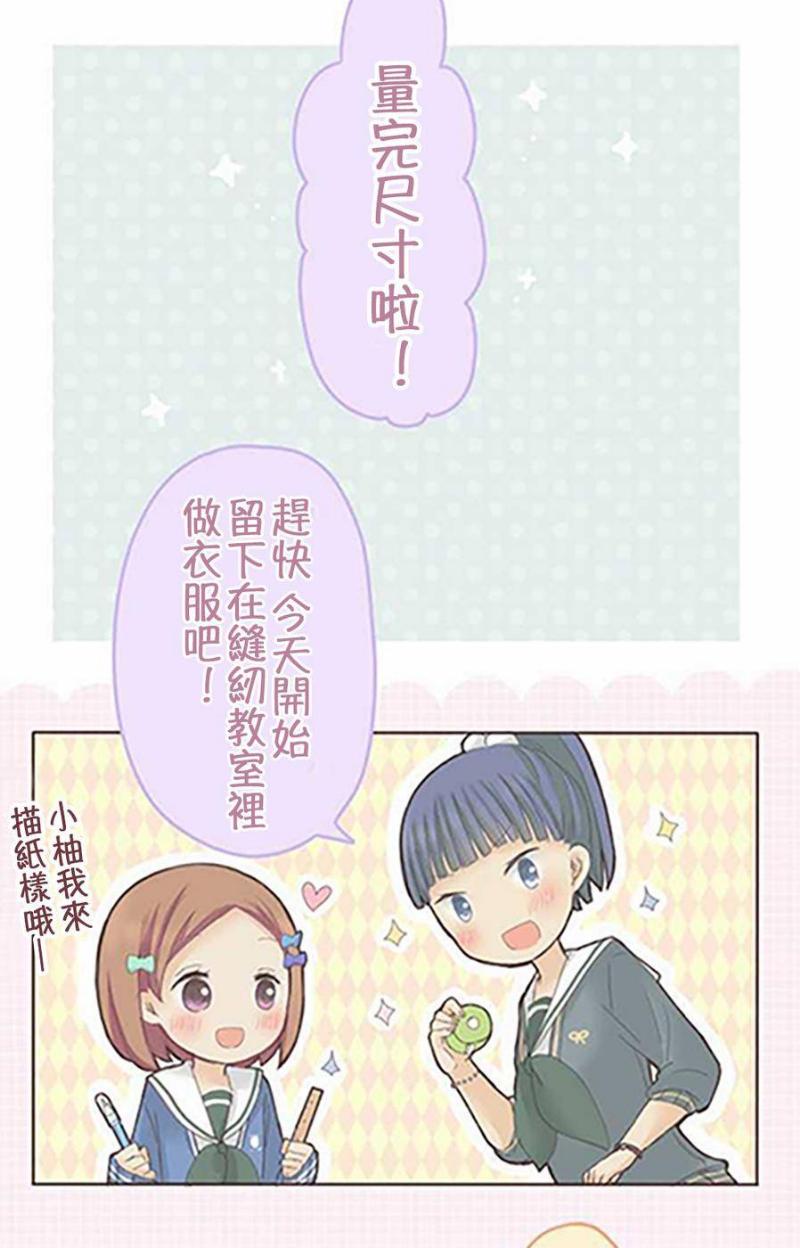 量完尺寸啦！
趕快 今天開始
留下在縫紉教室裡
做衣服吧！
小柚我來
描紙樣哦—